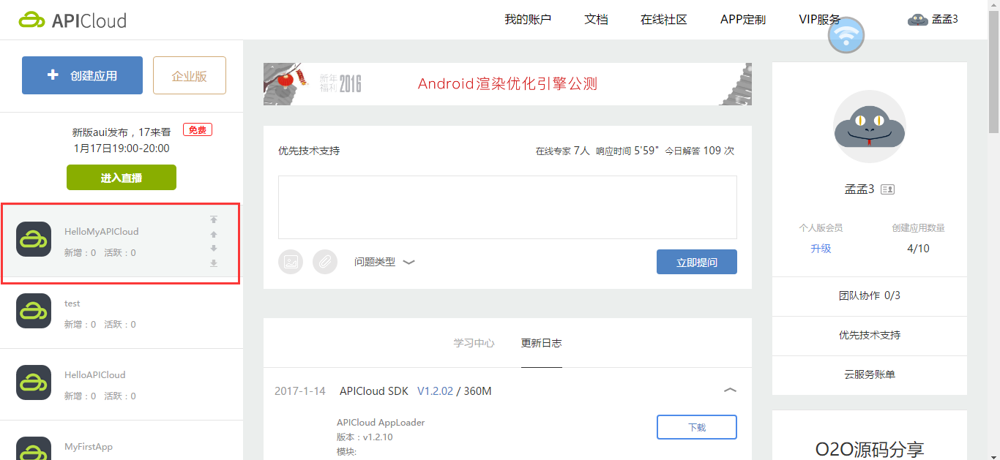 APICloud
我的账户 文档 在线社区 APP定制 VIP服务 孟孟3
+ 创建应用
企业版
新版aui发布，17来看 免费
1月17日19:00-20:00
进入直播
HelloMyAPICloud
新增：0 活跃：0
test
新增：0 活跃：0
HelloAPICloud
新增：0 活跃：0
MyFirstApp
新年
福利 2016
Android渲染优化引擎公测
优先技术支持
在线专家 7人 响应时间 5'59" 今日解答 109 次
问题类型
立即提问
学习中心 更新日志
2017-1-14 APICloud SDK V1.2.02 / 360M
APICloud AppLoader
版本：v1.2.10
模块:
下载
孟孟3
个人版会员 创建应用数量
升级 4/10
团队协作 0/3
优先技术支持
云服务账单
O2O源码分享